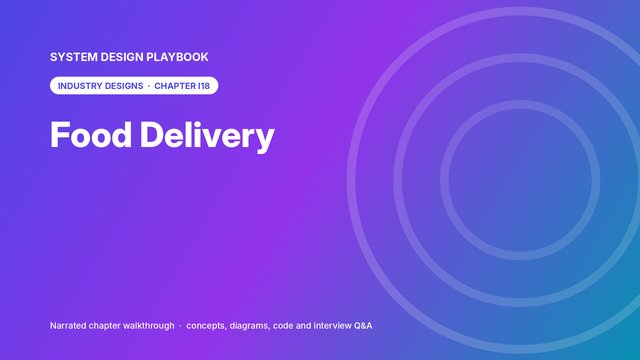 SYSTEM DESIGN PLAYBOOK
INDUSTRY DESIGNS · CHAPTER I18
Food Delivery
Narrated chapter walkthrough · concepts, diagrams, code and interview Q&A